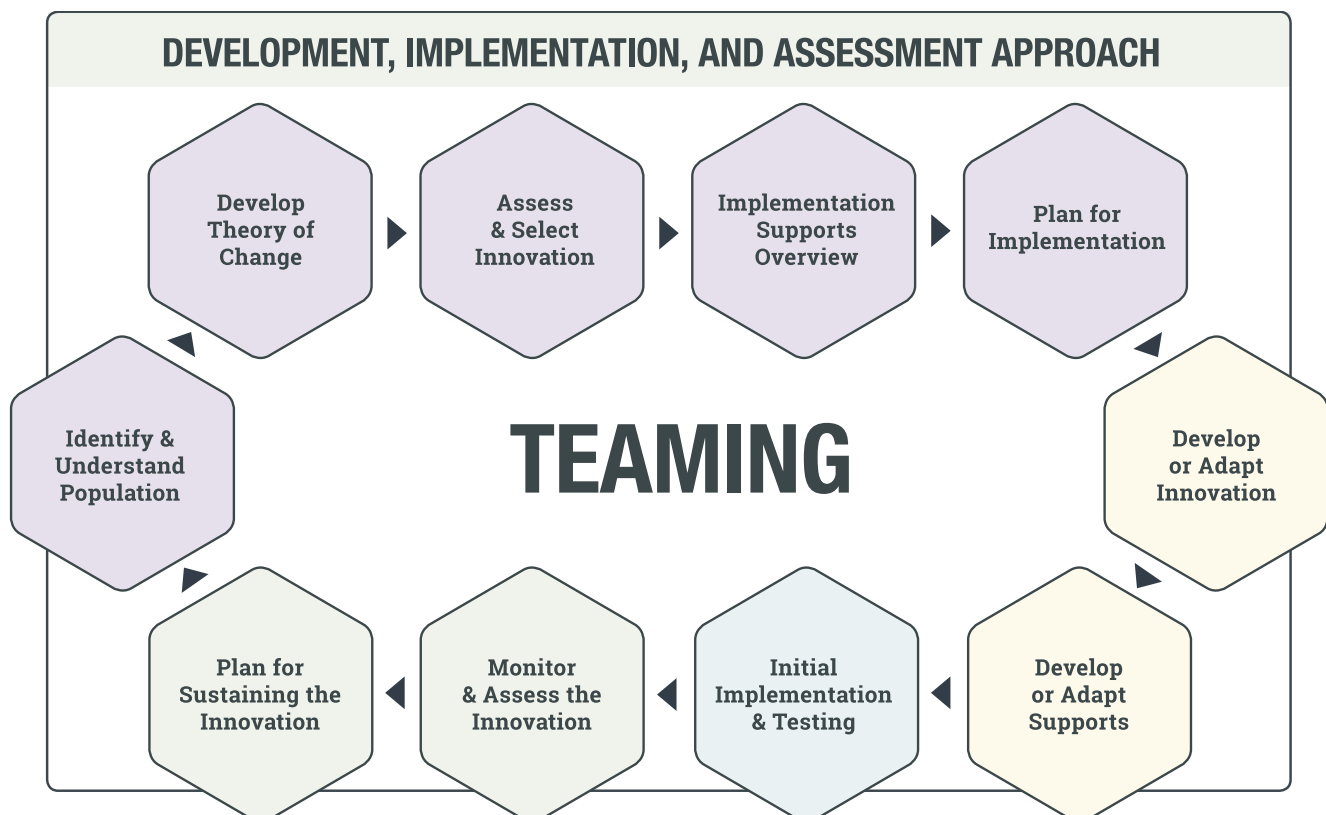 DEVELOPMENT, IMPLEMENTATION, AND ASSESSMENT APPROACH
Develop
Theory of
Change
Assess
& Select
Innovation
Implementation
Supports
Overview
Plan for
Implementation
Identify &
Understand
Population
TEAMING
Develop
or Adapt
Innovation
Plan for
Sustaining the
Innovation
Monitor
& Assess the
Innovation
Initial
Implementation
& Testing
Develop
or Adapt
Supports